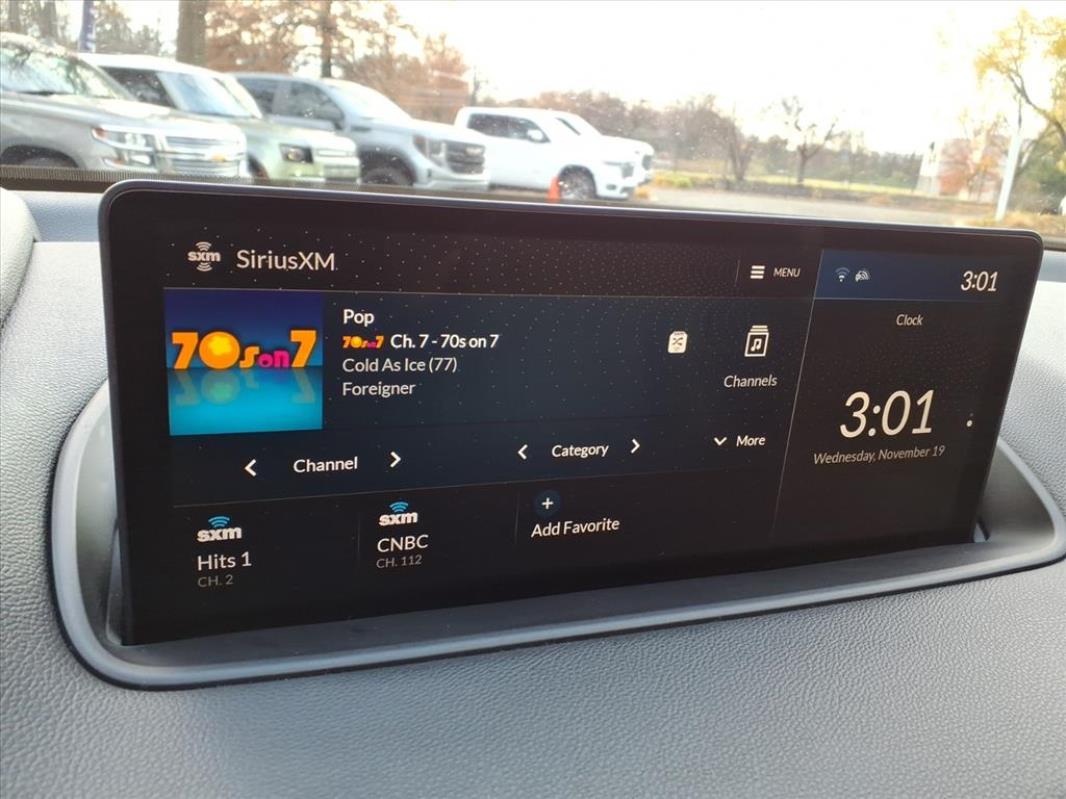 sxm SiriusXM
MENU
3:01
70s on 7
Pop
70s on 7 Ch. 7 - 70s on 7
Cold As Ice (77)
Foreigner
Channels
Clock
3:01
Wednesday, November 19
Channel
Category
More
sxm
Hits 1
CH. 2
sxm
CNBC
CH. 112
+
Add Favorite